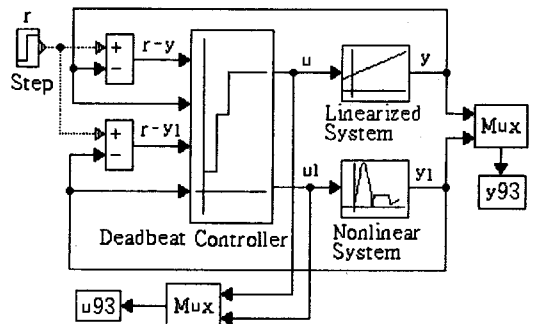 r
+
−
r-y
Step
u
y
Linearized
System
Mux
+
−
r-y1
u1
y1
y93
Deadbeat Controller
Nonlinear
System
u93
Mux